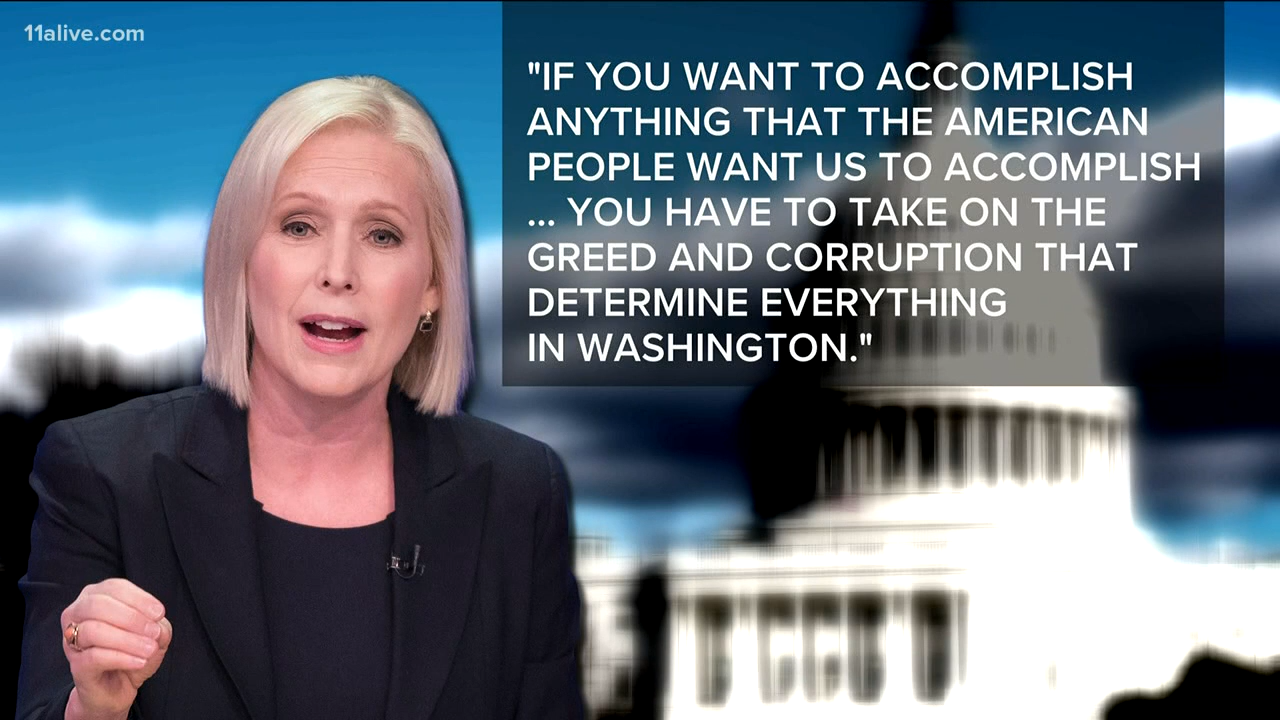 11alive.com
"IF YOU WANT TO ACCOMPLISH
ANYTHING THAT THE AMERICAN
PEOPLE WANT US TO ACCOMPLISH
... YOU HAVE TO TAKE ON THE
GREED AND CORRUPTION THAT
DETERMINE EVERYTHING
IN WASHINGTON."